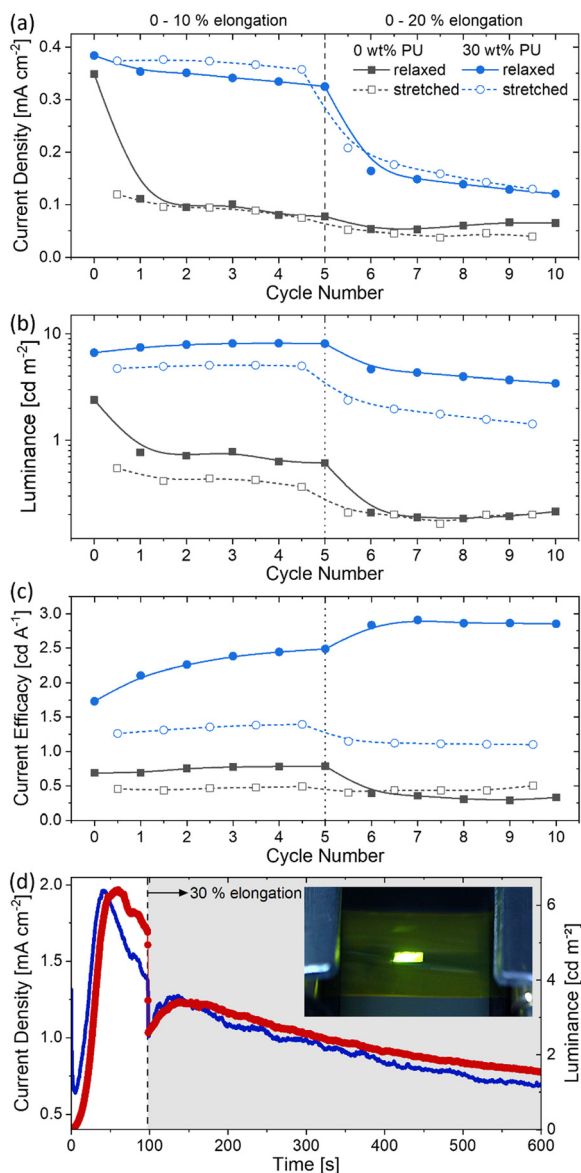 (a)
0 - 10 % elongation
0 - 20 % elongation
0 wt% PU 30 wt% PU
relaxed relaxed
stretched stretched
Current Density [mA cm-2]
0.4
0.3
0.2
0.1
0.0
0 1 2 3 4 5 6 7 8 9 10
Cycle Number
(b)
Luminance [cd m-2]
10
1
0 1 2 3 4 5 6 7 8 9 10
Cycle Number
(c)
Current Efficacy [cd A-1]
3.0
2.5
2.0
1.5
1.0
0.5
0.0
0 1 2 3 4 5 6 7 8 9 10
Cycle Number
(d)
30 % elongation
Current Density [mA cm-2]
2.0
1.5
1.0
0.5
Luminance [cd m-2]
6
4
2
0
0 100 200 300 400 500 600
Time [s]